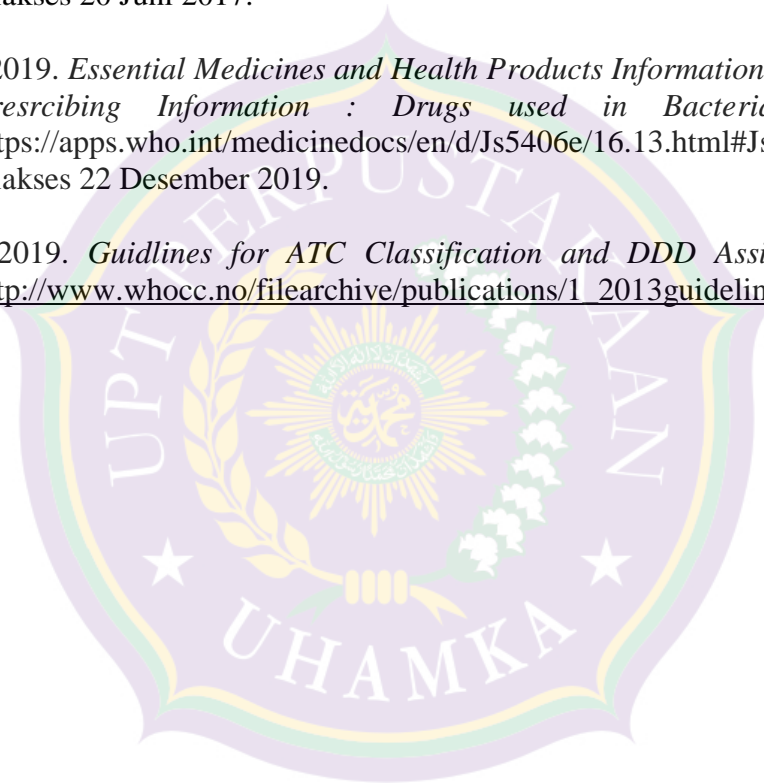 akses 20 Juni 2017.
2019. Essential Medicines and Health Products Information
resrcibing Information : Drugs used in Bacteri
tps://apps.who.int/medicinedocs/en/d/Js5406e/16.13.html#Js
akses 22 Desember 2019.
2019. Guidlines for ATC Classification and DDD Assi
tp://www.whocc.no/filearchive/publications/1_2013guidelin
UPT PERPUSTAKAAN
محمدية
UHAMKA